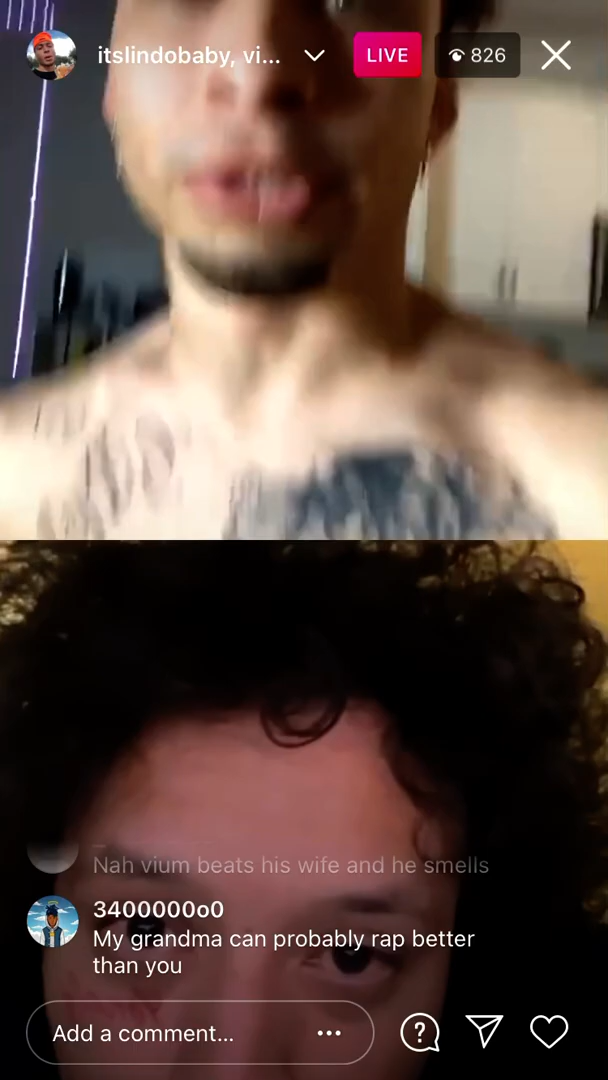 itslindobaby, vi...
LIVE
826
Nah vium beats his wife and he smells
3400000o0
My grandma can probably rap better
than you
Add a comment...